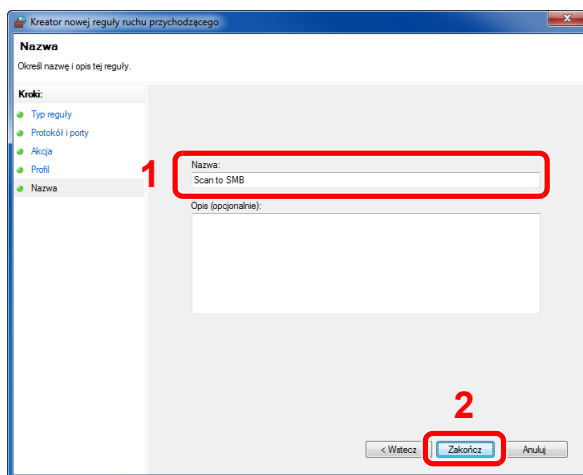 Kreator nowej reguły ruchu przychodzącego
Nazwa
Określ nazwę i opis tej reguły.
Kroki:
Typ reguły
Protokół i porty
Akcja
Profil
Nazwa
1
Nazwa:
Scan to SMB
Opis (opcjonalnie):
2
< Wstecz
Zakończ
Anuluj